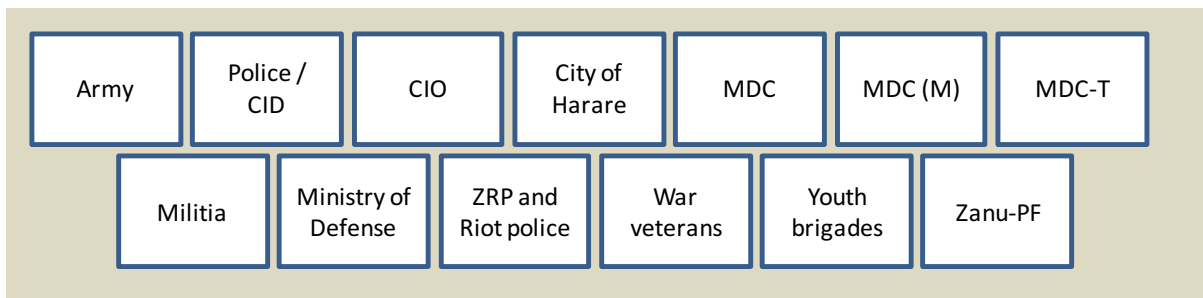 Army
Police /
CID
CIO
City of
Harare
MDC
MDC (M)
MDC-T
Militia
Ministry of
Defense
ZRP and
Riot police
War
veterans
Youth
brigades
Zanu-PF